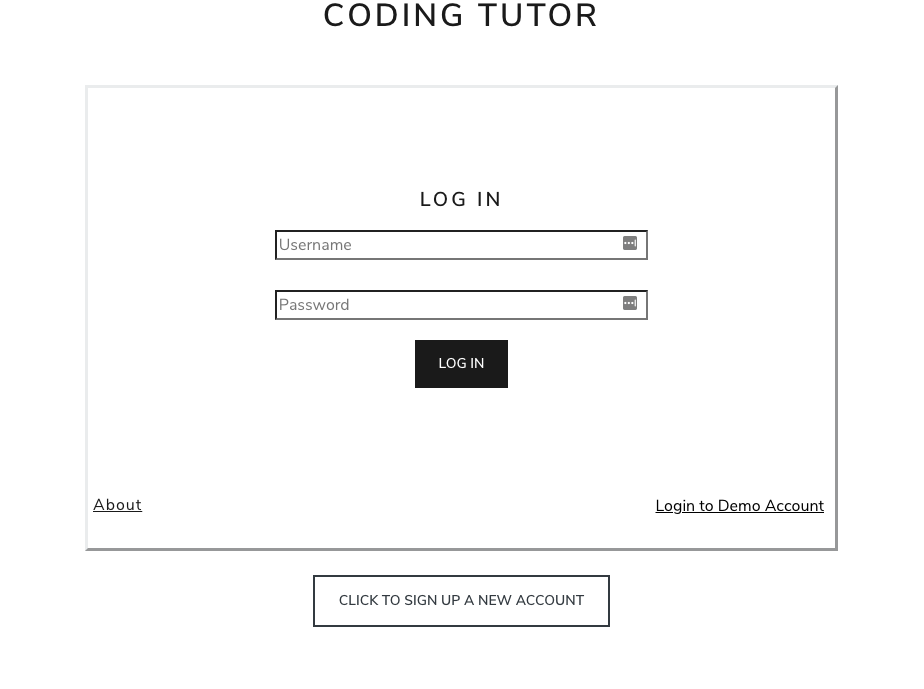 CODING TUTOR
LOG IN
Username
Password
LOG IN
About
Login to Demo Account
CLICK TO SIGN UP A NEW ACCOUNT